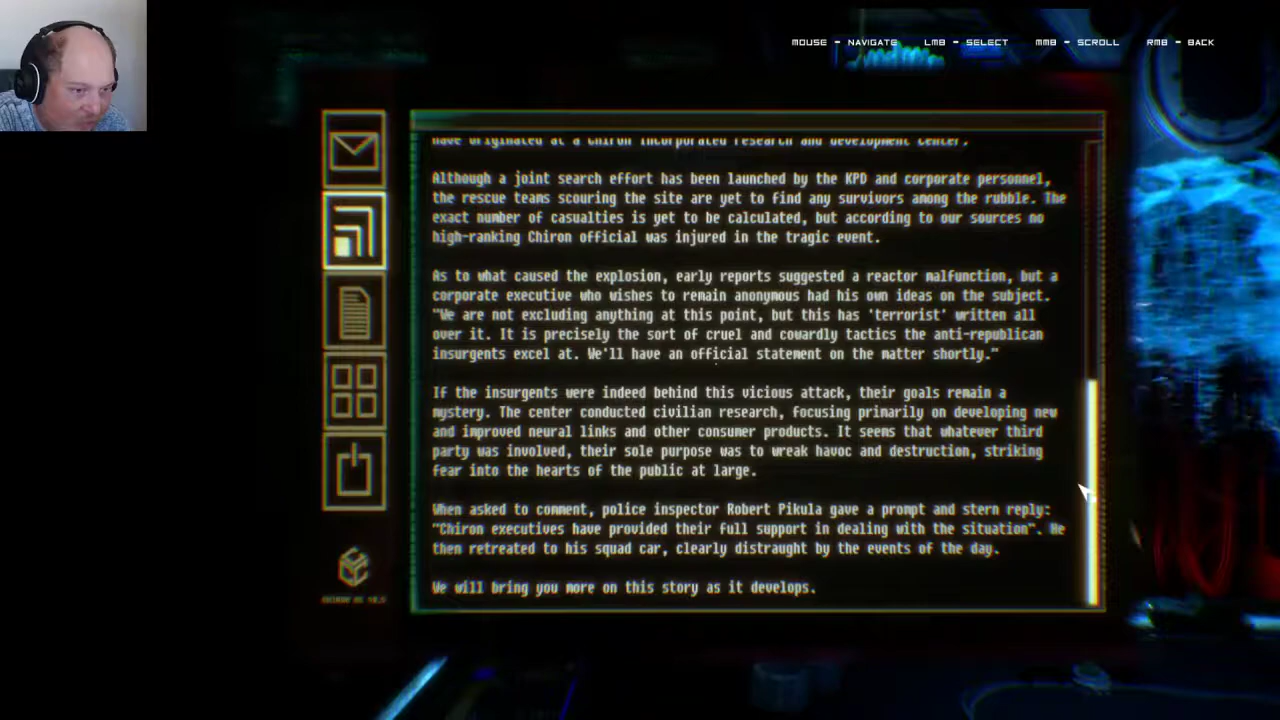 MOUSE - NAVIGATE LMB - SELECT MMB - SCROLL RMB - BACK
have originated at a Chiron Incorporated research and development center.
Although a joint search effort has been launched by the KPD and corporate personnel,
the rescue teams scouring the site are yet to find any survivors among the rubble. The
exact number of casualties is yet to be calculated, but according to our sources no
high-ranking Chiron official was injured in the tragic event.
As to what caused the explosion, early reports suggested a reactor malfunction, but a
corporate executive who wishes to remain anonymous had his own ideas on the subject.
"We are not excluding anything at this point, but this has 'terrorist' written all
over it. It is precisely the sort of cruel and cowardly tactics the anti-republican
insurgents excel at. We'll have an official statement on the matter shortly."
If the insurgents were indeed behind this vicious attack, their goals remain a
mystery. The center conducted civilian research, focusing primarily on developing new
and improved neural links and other consumer products. It seems that whatever third
party was involved, their sole purpose was to wreak havoc and destruction, striking
fear into the hearts of the public at large.
When asked to comment, police inspector Robert Pikula gave a prompt and stern reply:
"Chiron executives have provided their full support in dealing with the situation". He
then retreated to his squad car, clearly distraught by the events of the day.
We will bring you more on this story as it develops.